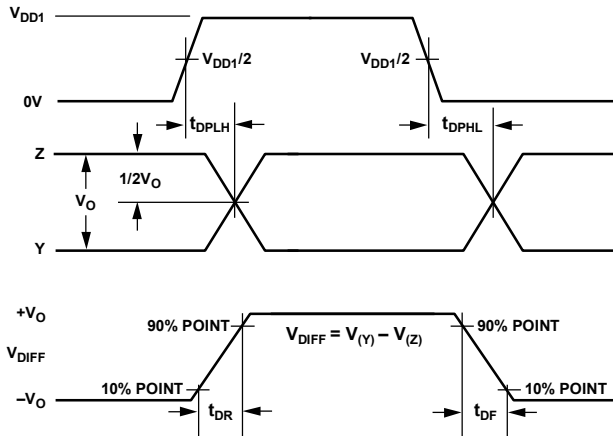 VDD1
VDD1/2
VDD1/2
0V
tDPLH
tDPHL
Z
1/2VO
VO
Y
+VO
90% POINT
VDIFF = V(Y) – V(Z)
90% POINT
VDIFF
10% POINT
10% POINT
–VO
tDR
tDF